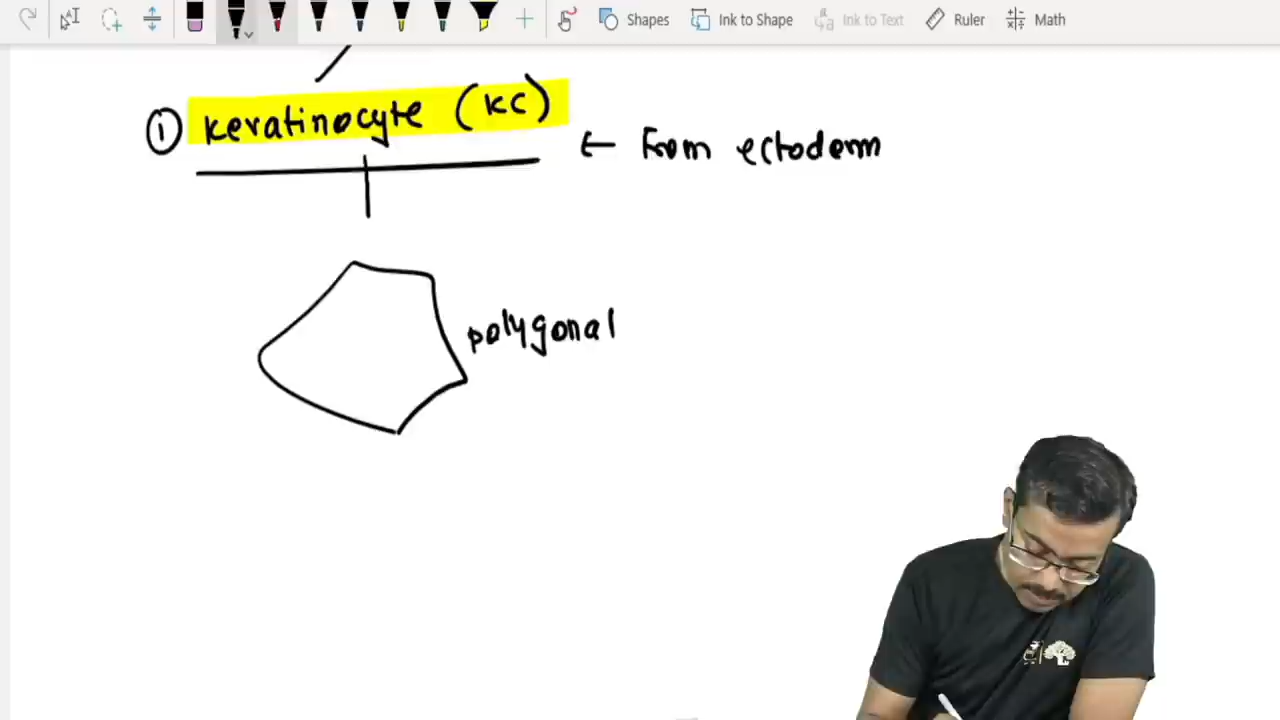 Shapes Ink to Shape Ink to Text Ruler Math
① Keratinocyte (KC)
← From ectoderm
polygonal